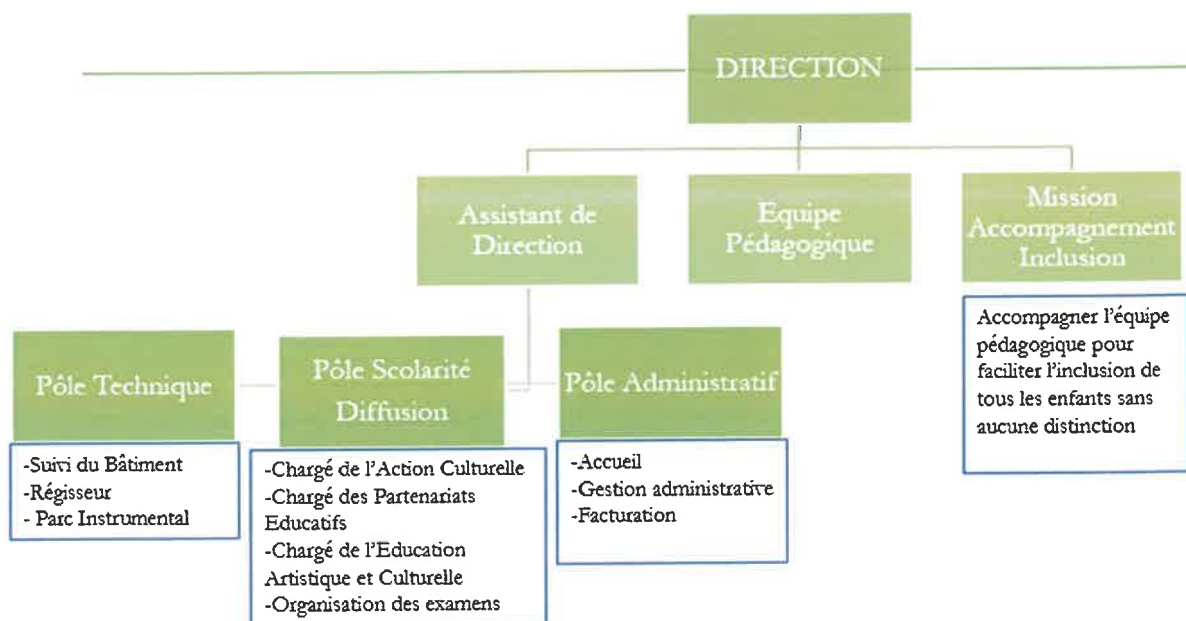 DIRECTION
Assistant de
Direction
Equipe
Pédagogique
Mission
Accompagnement
Inclusion
Accompagner l'équipe
pédagogique pour
faciliter l'inclusion de
tous les enfants sans
aucune distinction
Pôle Technique
-Suivi du Bâtiment
-Régisseur
- Parc Instrumental
Pôle Scolarité
Diffusion
-Chargé de l'Action Culturelle
-Chargé des Partenariats
Educatifs
-Chargé de l'Education
Artistique et Culturelle
-Organisation des examens
Pôle Administratif
-Accueil
-Gestion administrative
-Facturation